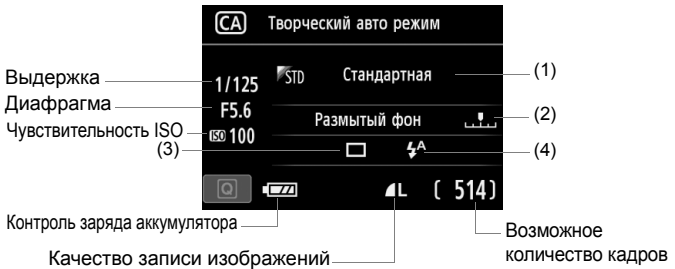 CA Творческий авто режим
Выдержка 1/125 STD Стандартная (1)
Диафрагма F5.6 Размытый фон (2)
Чувствительность ISO ISO 100
(3) A (4)
Q L ( 514)
Контроль заряда аккумулятора
Возможное
количество кадров
Качество записи изображений